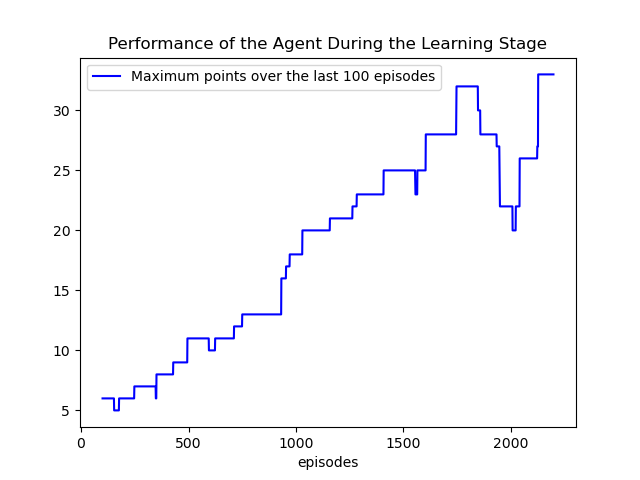 Performance of the Agent During the Learning Stage
Maximum points over the last 100 episodes
30
25
20
15
10
5
0 500 1000 1500 2000
episodes